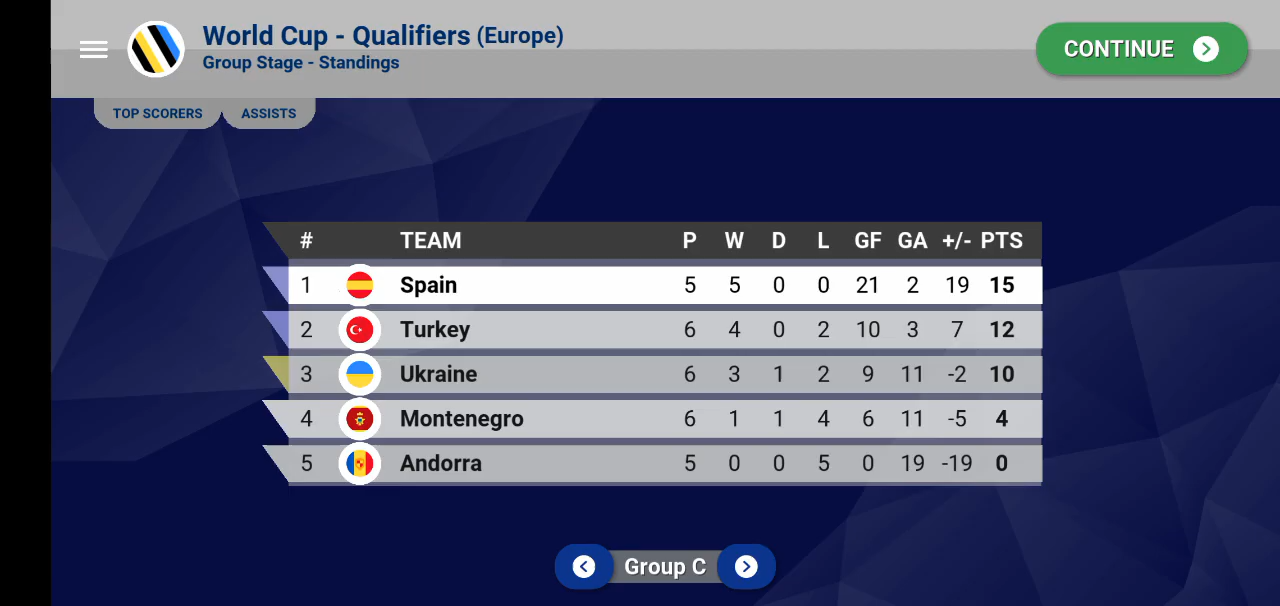 World Cup - Qualifiers (Europe)
Group Stage - Standings
CONTINUE
TOP SCORERS ASSISTS
# TEAM P W D L GF GA +/- PTS
1 Spain 5 5 0 0 21 2 19 15
2 Turkey 6 4 0 2 10 3 7 12
3 Ukraine 6 3 1 2 9 11 -2 10
4 Montenegro 6 1 1 4 6 11 -5 4
5 Andorra 5 0 0 5 0 19 -19 0
Group C